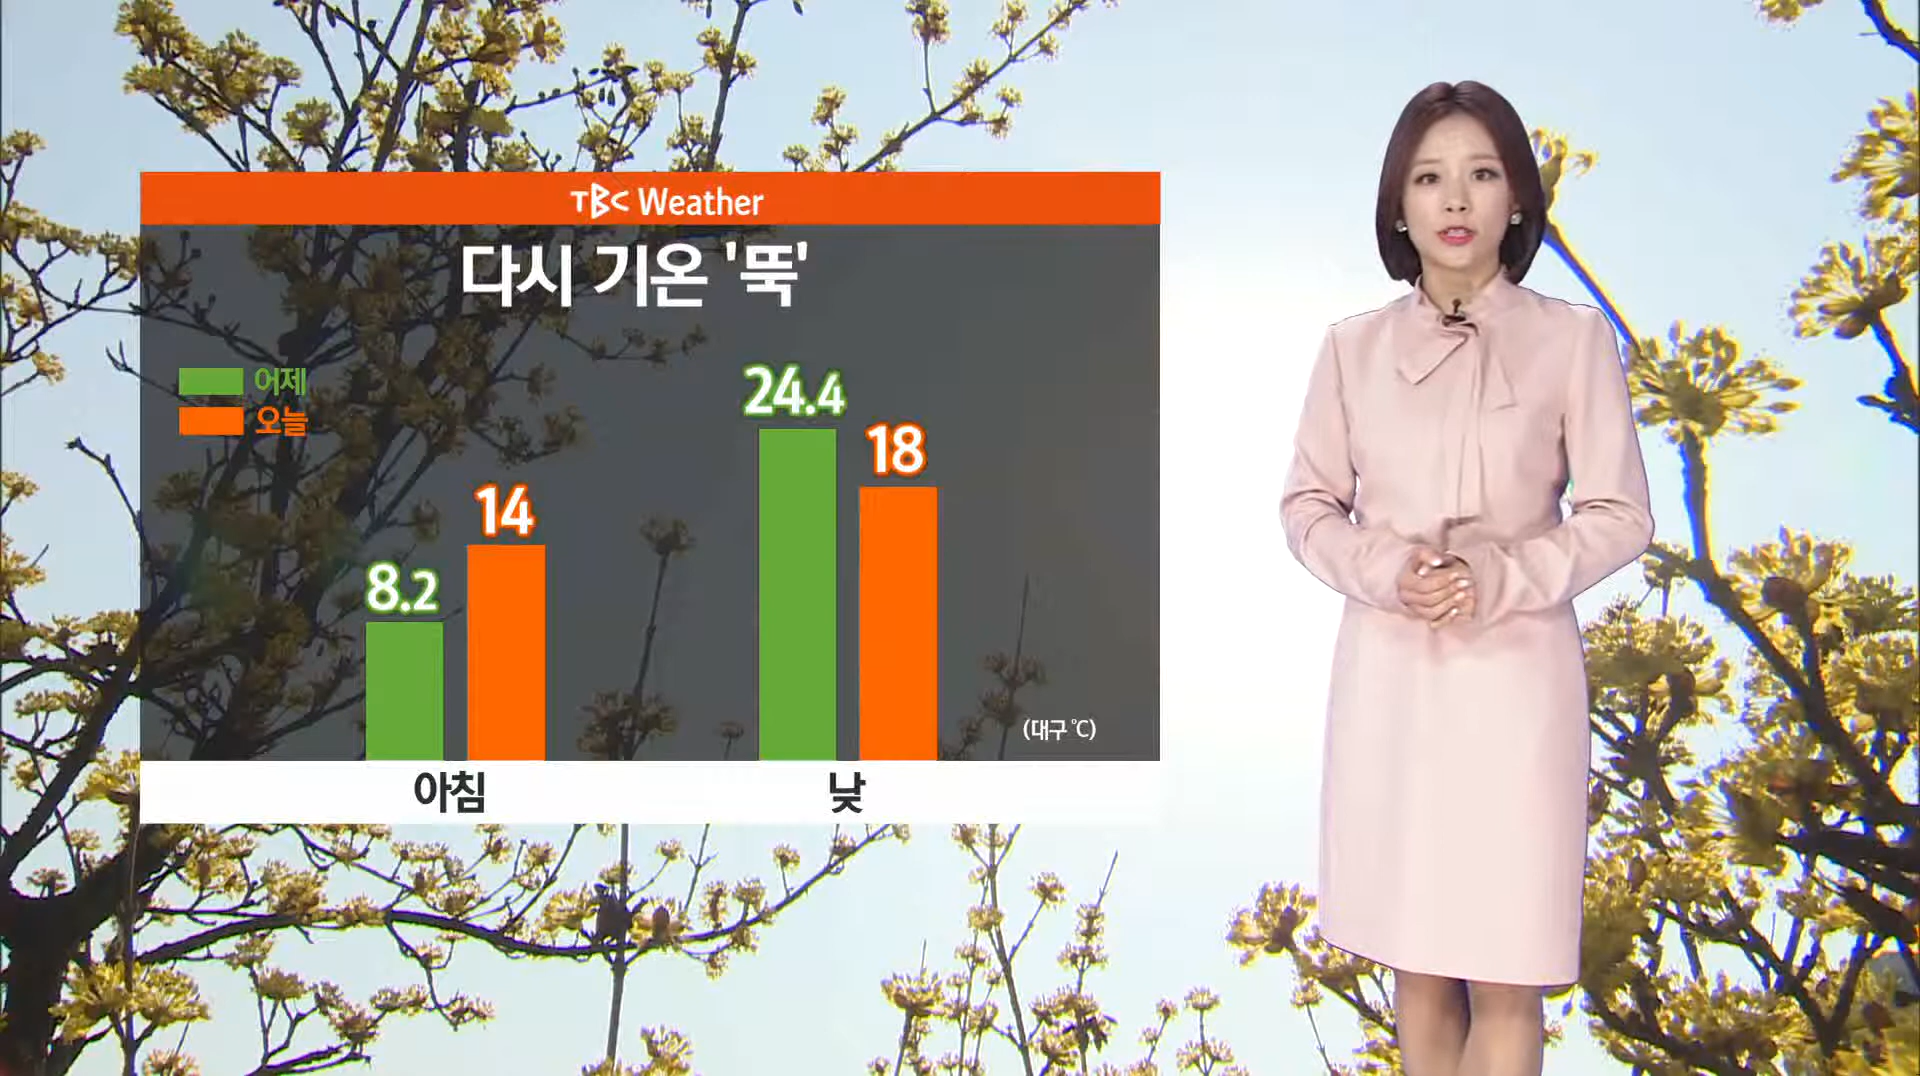 TBC Weather
다시 기온 '뚝'
어제
오늘
24.4
18
14
8.2
(대구 ℃)
아침 낮